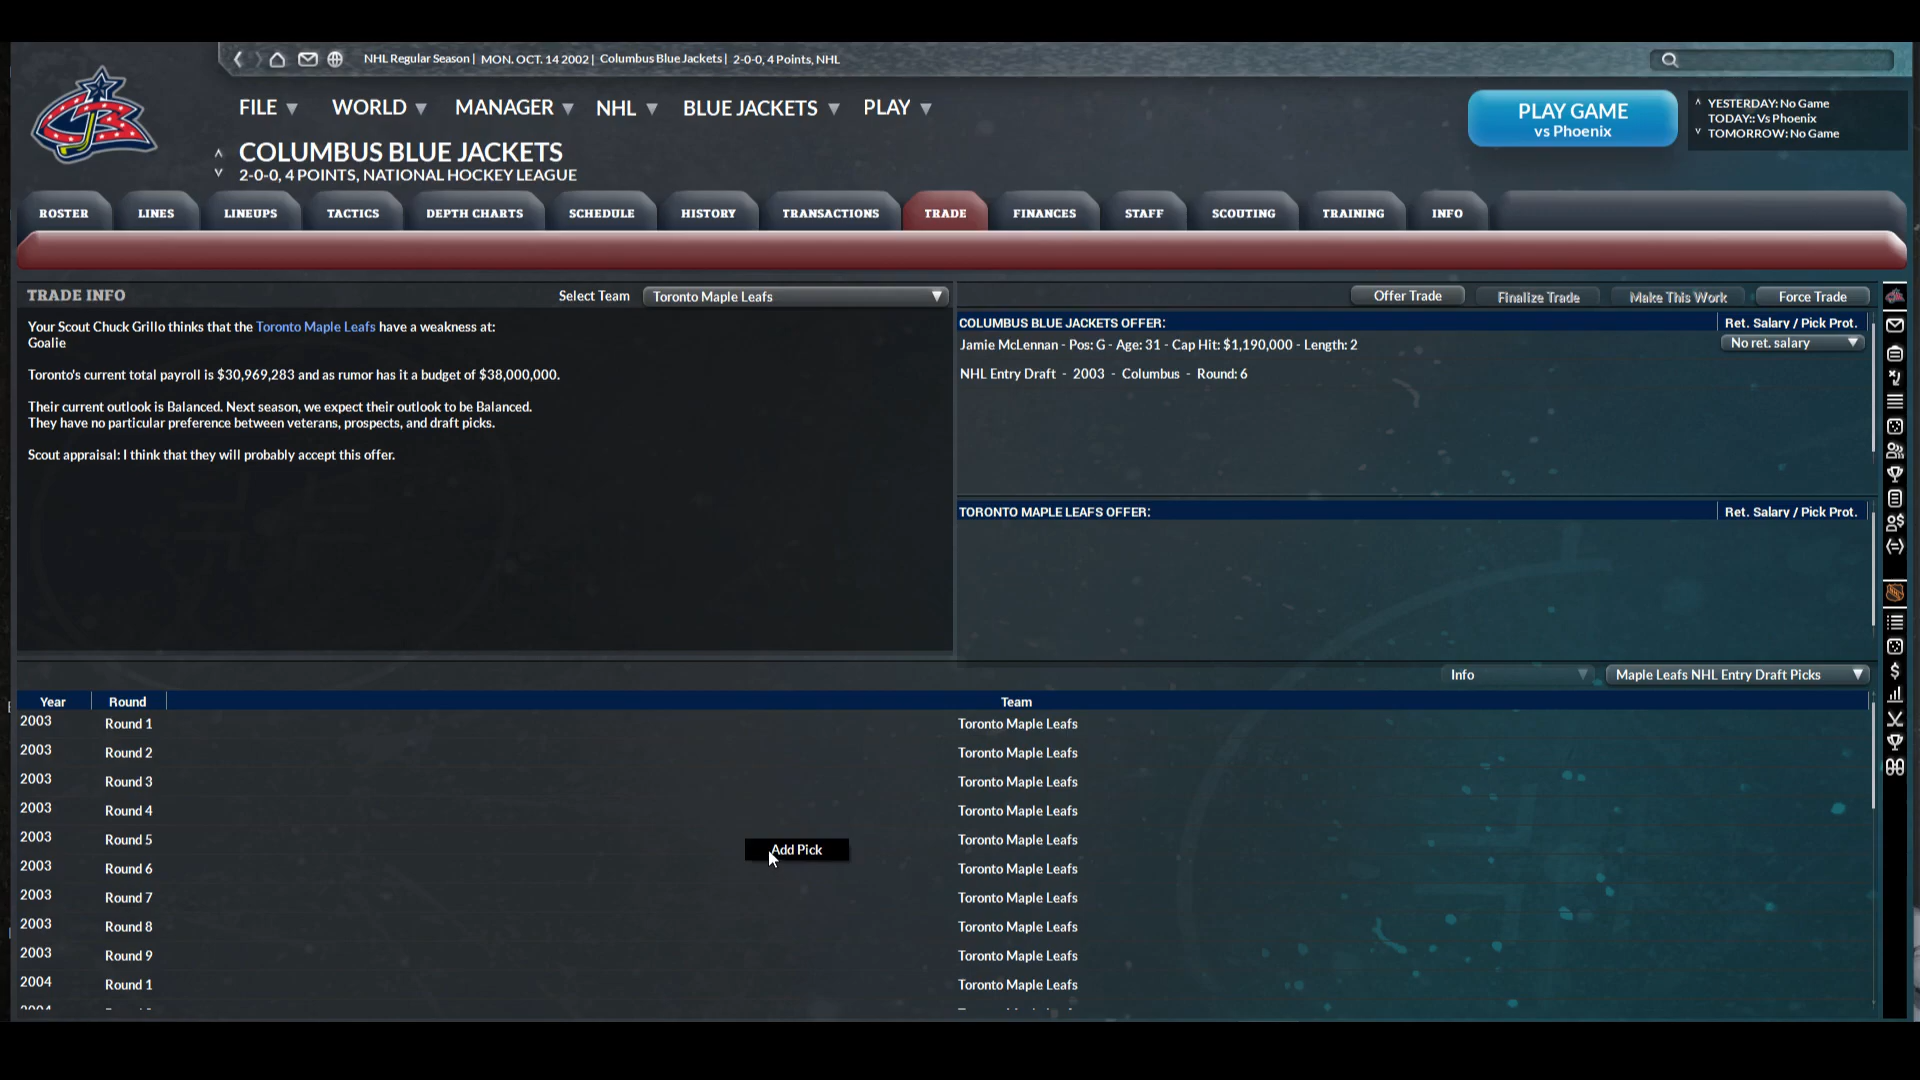 NHL Regular Season | MON. OCT. 14 2002 | Columbus Blue Jackets | 2-0-0, 4 Points, NHL
FILE WORLD MANAGER NHL BLUE JACKETS PLAY
PLAY GAME
vs Phoenix
YESTERDAY: No Game
TODAY:: Vs Phoenix
TOMORROW: No Game
COLUMBUS BLUE JACKETS
2-0-0, 4 POINTS, NATIONAL HOCKEY LEAGUE
ROSTER LINES LINEUPS TACTICS DEPTH CHARTS SCHEDULE HISTORY TRANSACTIONS TRADE FINANCES STAFF SCOUTING TRAINING INFO
TRADE INFO Select Team Toronto Maple Leafs
Your Scout Chuck Grillo thinks that the Toronto Maple Leafs have a weakness at:
Goalie
Toronto's current total payroll is $30,969,283 and as rumor has it a budget of $38,000,000.
Their current outlook is Balanced. Next season, we expect their outlook to be Balanced.
They have no particular preference between veterans, prospects, and draft picks.
Scout appraisal: I think that they will probably accept this offer.
Offer Trade Finalize Trade Make This Work Force Trade
COLUMBUS BLUE JACKETS OFFER: Ret. Salary / Pick Prot.
Jamie McLennan - Pos: G - Age: 31 - Cap Hit: $1,190,000 - Length: 2 No ret. salary
NHL Entry Draft - 2003 - Columbus - Round: 6
TORONTO MAPLE LEAFS OFFER: Ret. Salary / Pick Prot.
Info Maple Leafs NHL Entry Draft Picks
Year Round Team
2003 Round 1 Toronto Maple Leafs
2003 Round 2 Toronto Maple Leafs
2003 Round 3 Toronto Maple Leafs
2003 Round 4 Toronto Maple Leafs
2003 Round 5 Toronto Maple Leafs
Add Pick
2003 Round 6 Toronto Maple Leafs
2003 Round 7 Toronto Maple Leafs
2003 Round 8 Toronto Maple Leafs
2003 Round 9 Toronto Maple Leafs
2004 Round 1 Toronto Maple Leafs